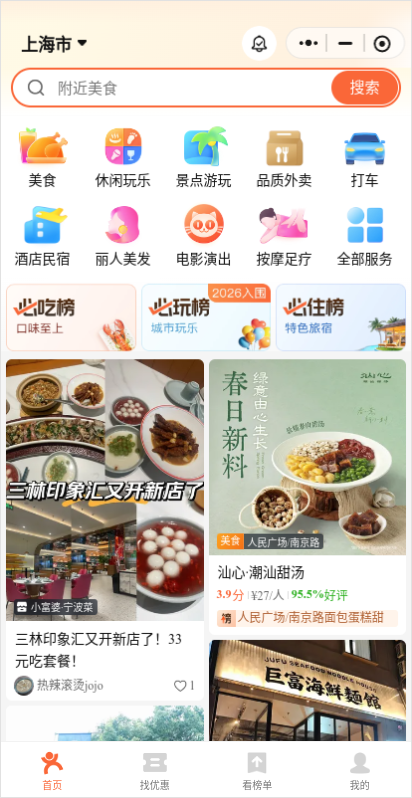 上海市
附近美食
搜索
美食
休闲玩乐
景点游玩
品质外卖
打车
酒店民宿
丽人美发
电影演出
按摩足疗
全部服务
必吃榜
口味至上
必玩榜
2026入围
城市玩乐
必住榜
特色旅宿
三林印象汇又开新店了
小富婆·宁波菜
三林印象汇又开新店了！33
元吃套餐！
热辣滚烫jojo
1
春日新料
绿意由心生长
汕心
美食
人民广场/南京路
汕心·潮汕甜汤
3.9分
¥27/人
95.5%好评
榜
人民广场/南京路面包蛋糕甜
JUFU SEAFOOD NOODLE HOUSE
巨富海鲜麵館
首页
找优惠
看榜单
我的